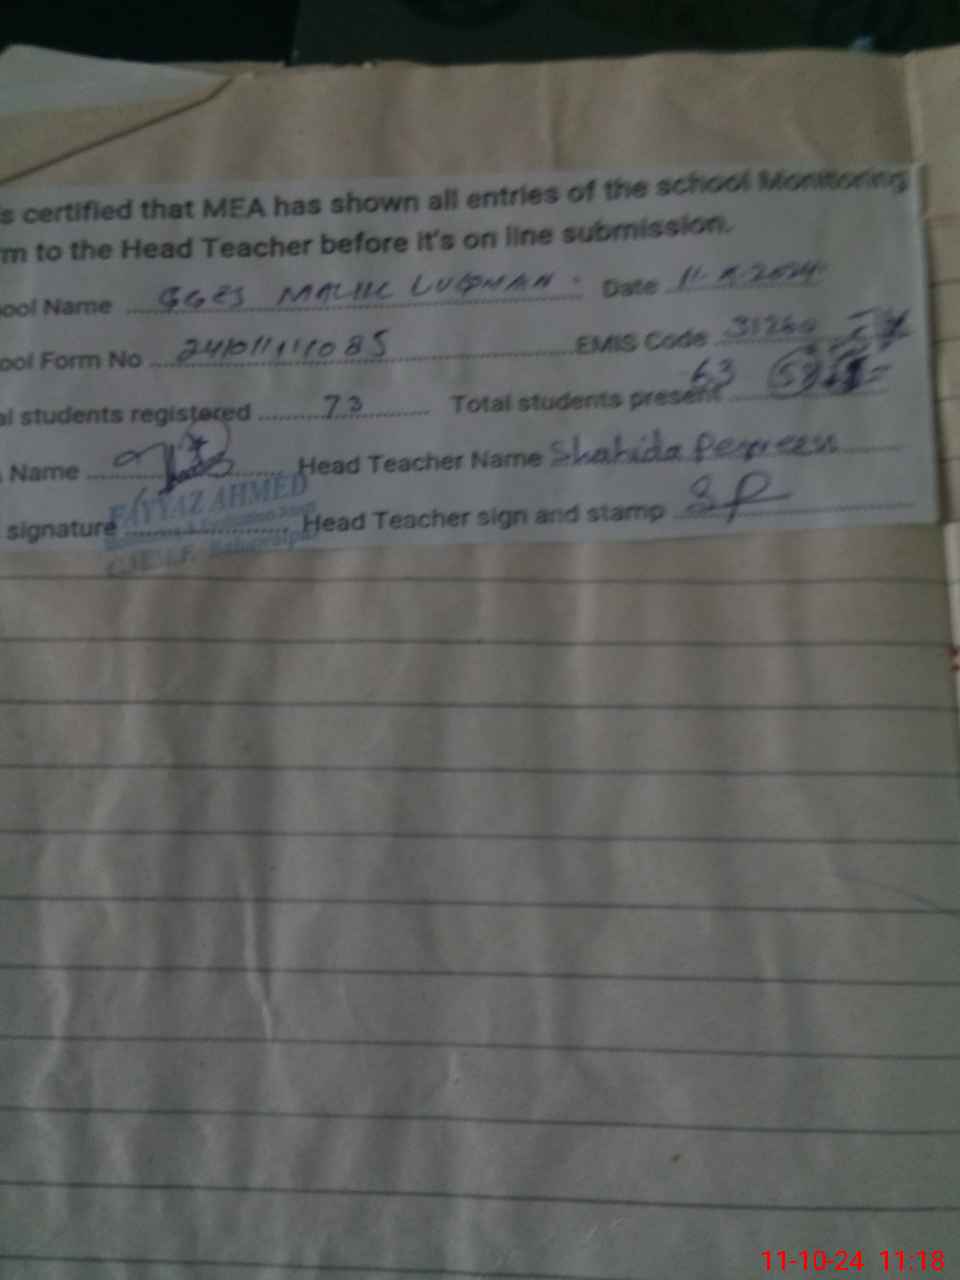 s certified that MEA has shown all entries of the school Monitoring
rm to the Head Teacher before it's on line submission.
ool Name GGES MALIK LUQMAN Date 11- -2024
ool Form No 24101111085 EMIS Code
al students registered 73 Total students present 63
Name Head Teacher Name Shahida Perveen
FAYYAZ AHMED
signature Head Teacher sign and stamp SP
11-10-24 11:18